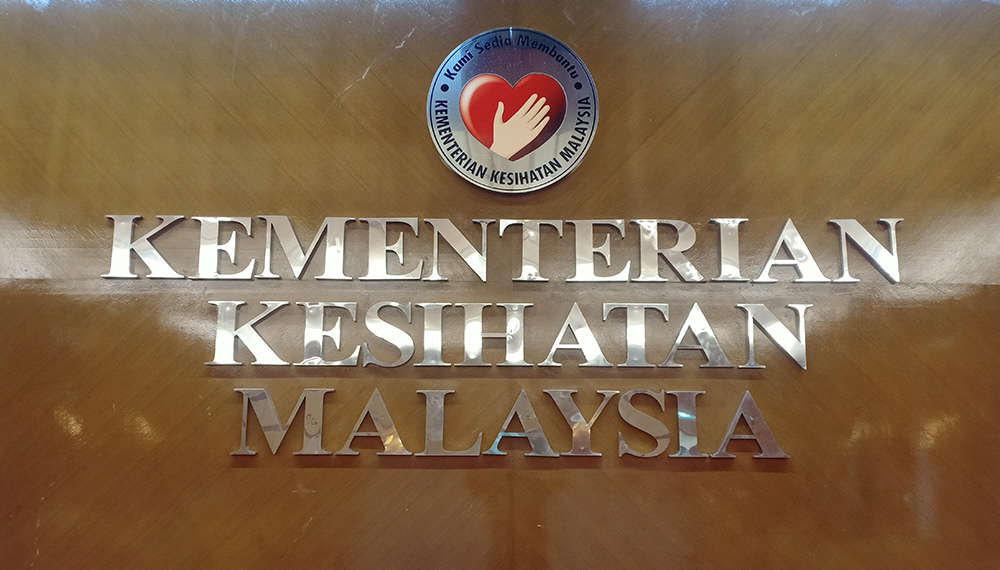 Kami Sedia Membantu
KEMENTERIAN KESIHATAN MALAYSIA
KEMENTERIAN
KESIHATAN
MALAYSIA